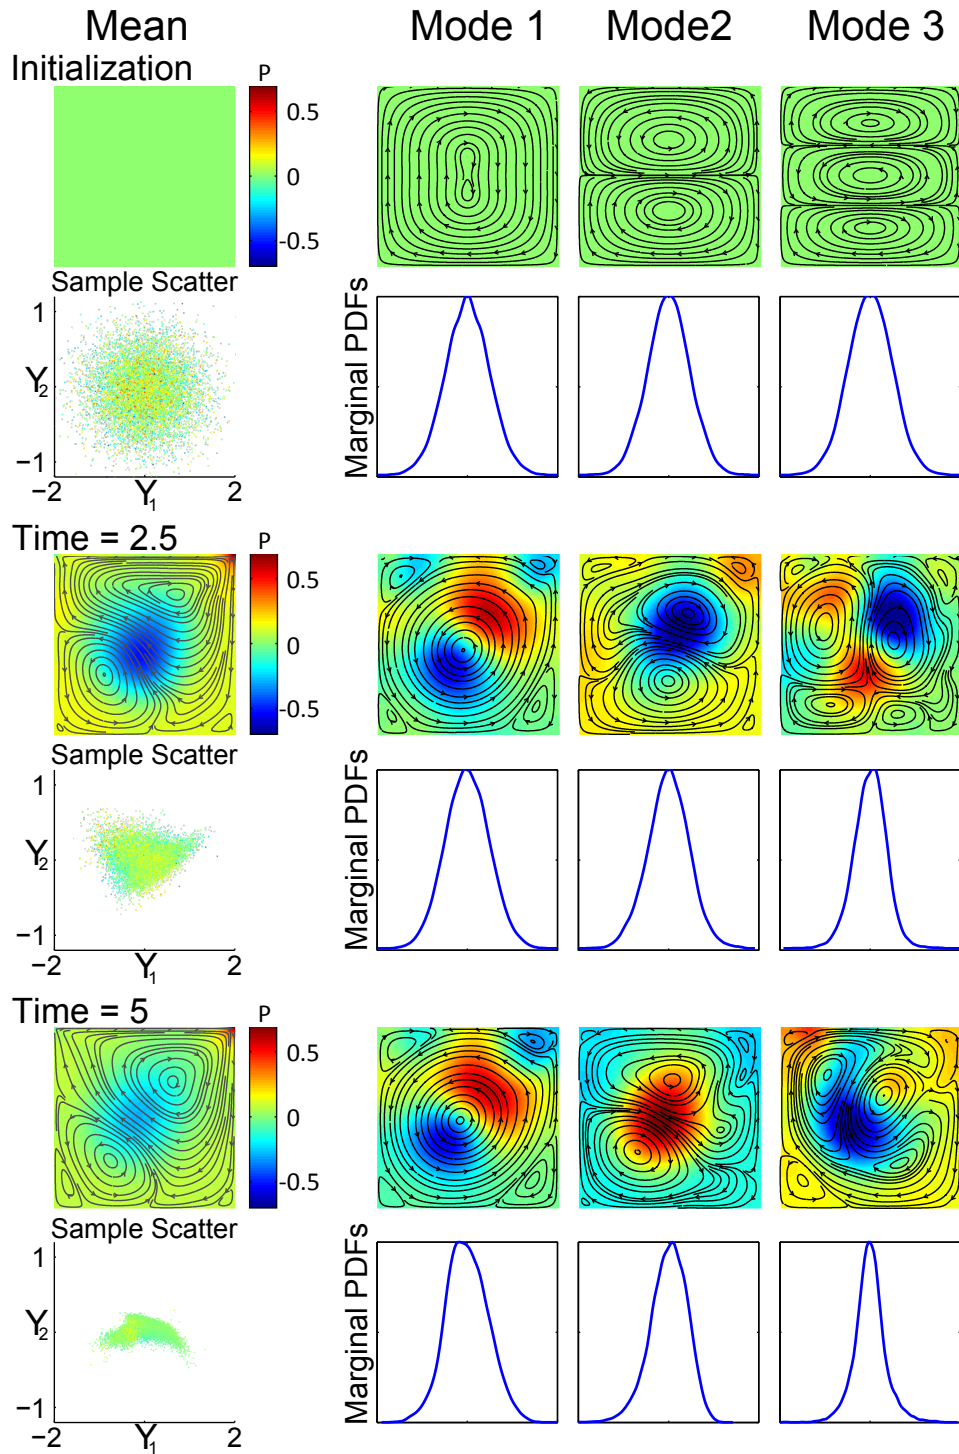 Mean Mode 1 Mode2 Mode 3
Initialization
P
0.5
0
-0.5
Sample Scatter
1
Y2
−1
−2 Y1 2
Marginal PDFs
Time = 2.5
P
0.5
0
-0.5
Sample Scatter
1
Y2
−1
−2 Y1 2
Marginal PDFs
Time = 5
P
0.5
0
-0.5
Sample Scatter
1
Y2
−1
−2 Y1 2
Marginal PDFs